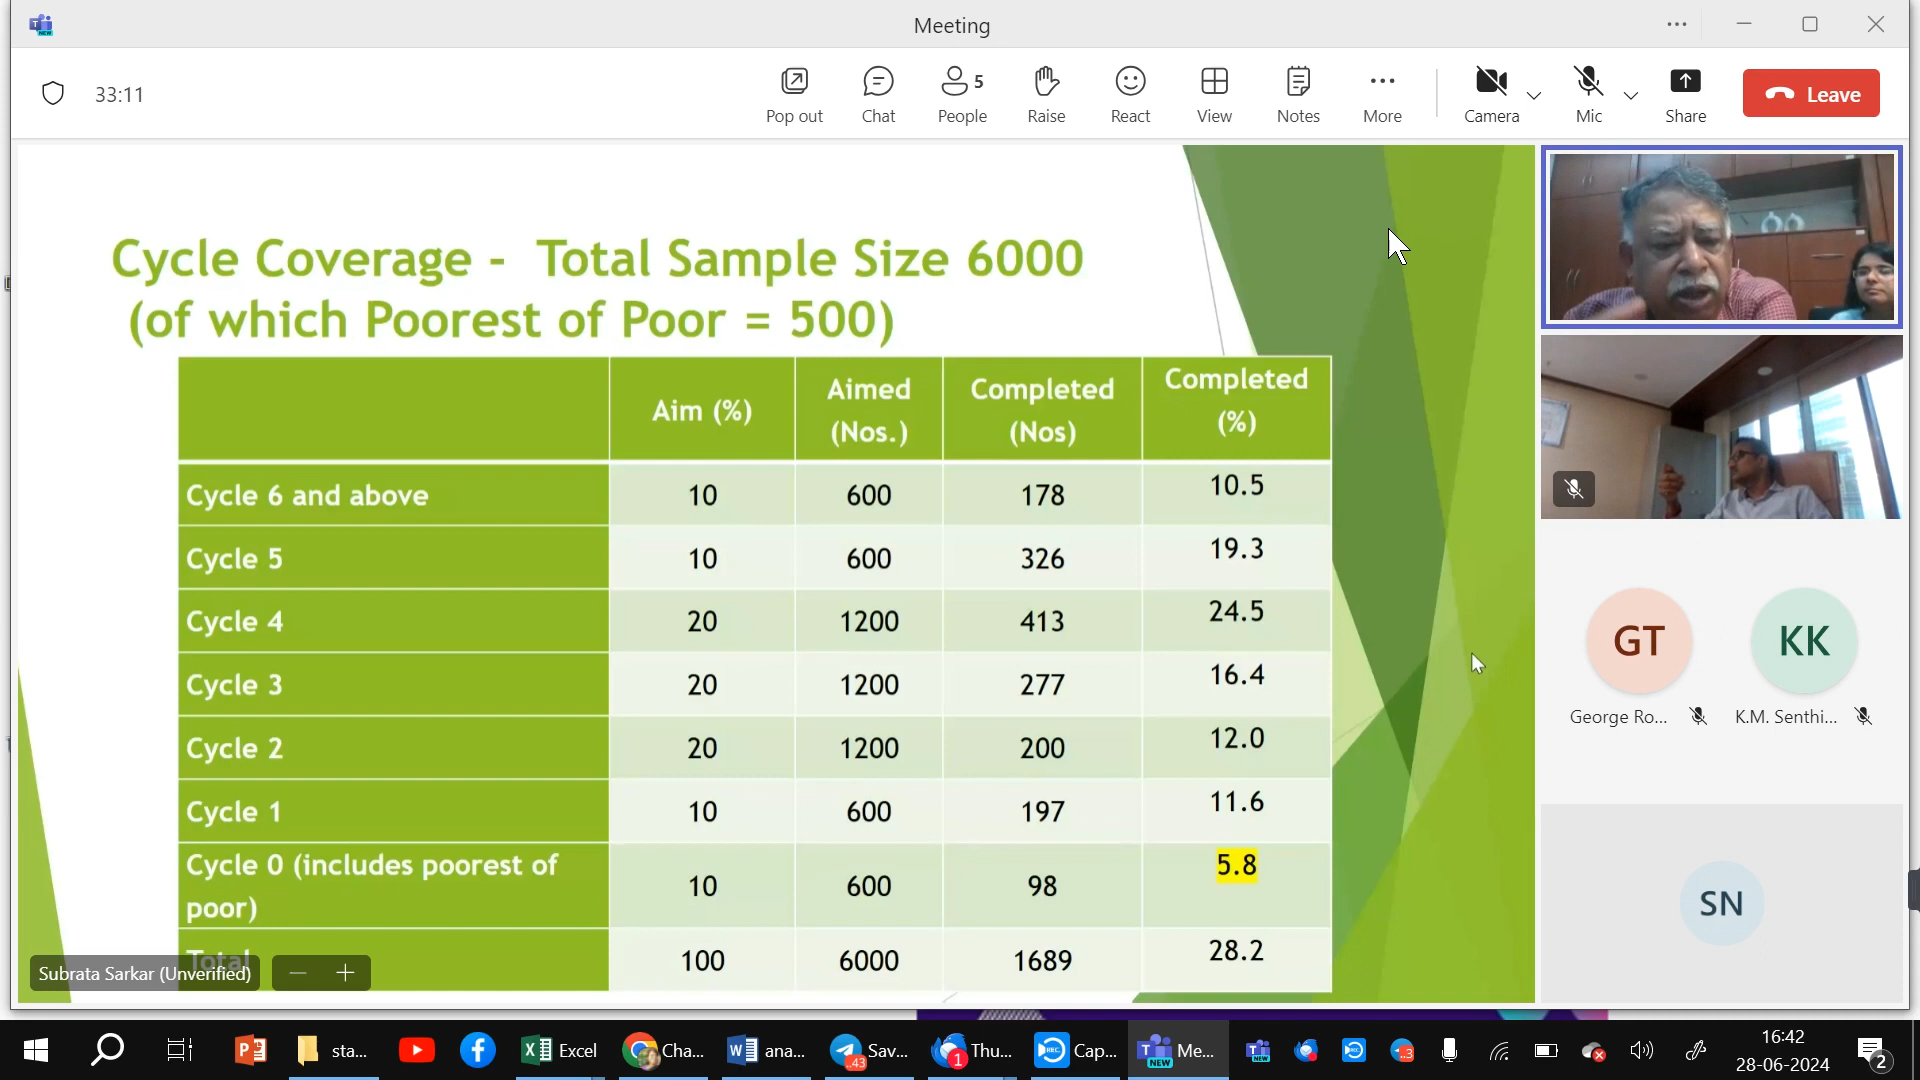 Meeting
33:11
Pop out
Chat
5
People
Raise
React
View
Notes
More
Camera
Mic
Share
Leave
Cycle Coverage - Total Sample Size 6000
(of which Poorest of Poor = 500)
Aim (%) Aimed (Nos.) Completed (Nos) Completed (%)
Cycle 6 and above 10 600 178 10.5
Cycle 5 10 600 326 19.3
Cycle 4 20 1200 413 24.5
Cycle 3 20 1200 277 16.4
Cycle 2 20 1200 200 12.0
Cycle 1 10 600 197 11.6
Cycle 0 (includes poorest of poor) 10 600 98 5.8
Total 100 6000 1689 28.2
Subrata Sarkar (Unverified)
GT
KK
George Ro...
K.M. Senthi...
SN
sta...
Excel
Cha...
ana...
.43
Sav...
1
Thu...
REC
Cap...
NEW
Me...
16:42
28-06-2024
2